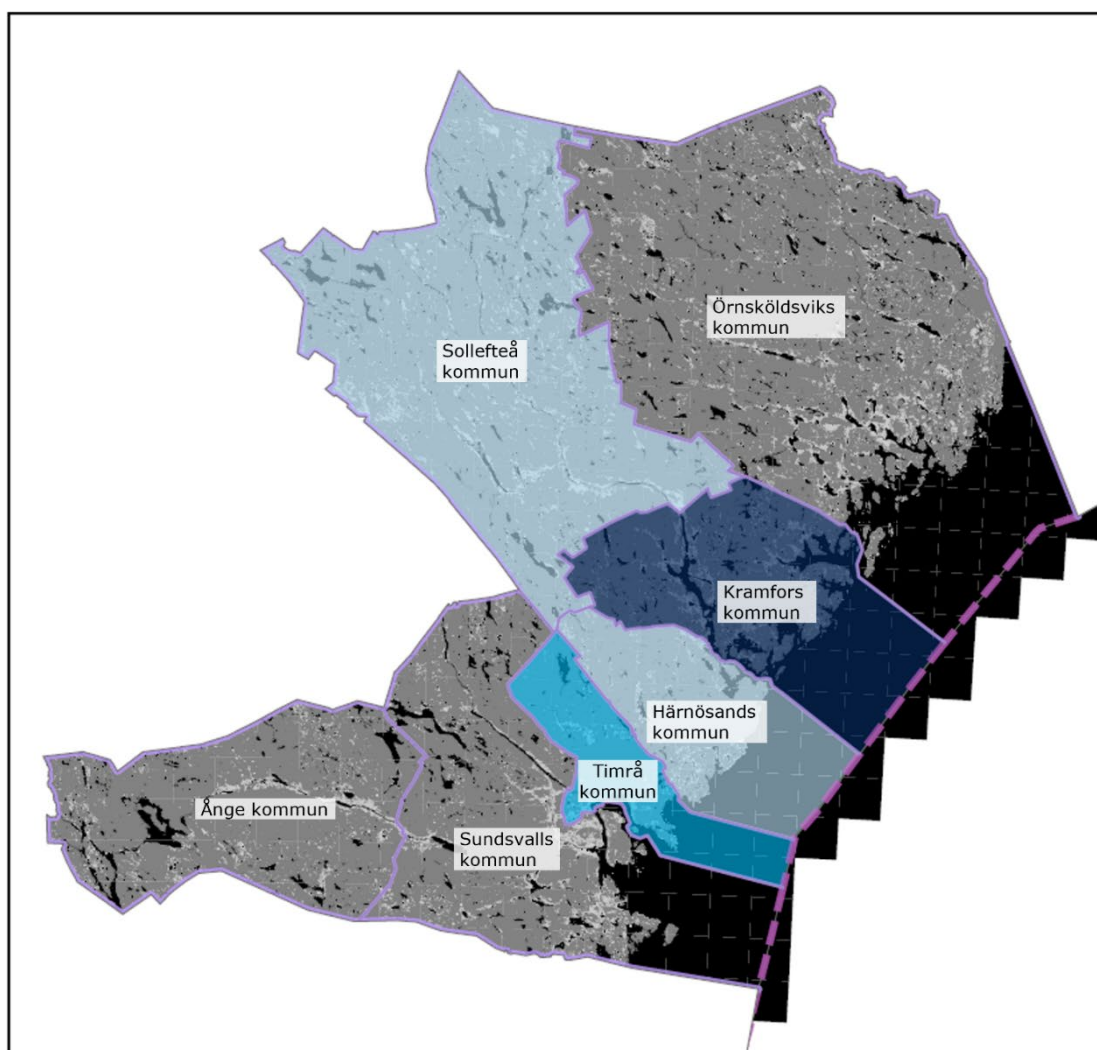 Örnsköldsviks
kommun
Sollefteå
kommun
Kramfors
kommun
Härnösands
kommun
Timrå
kommun
Ånge kommun
Sundsvalls
kommun